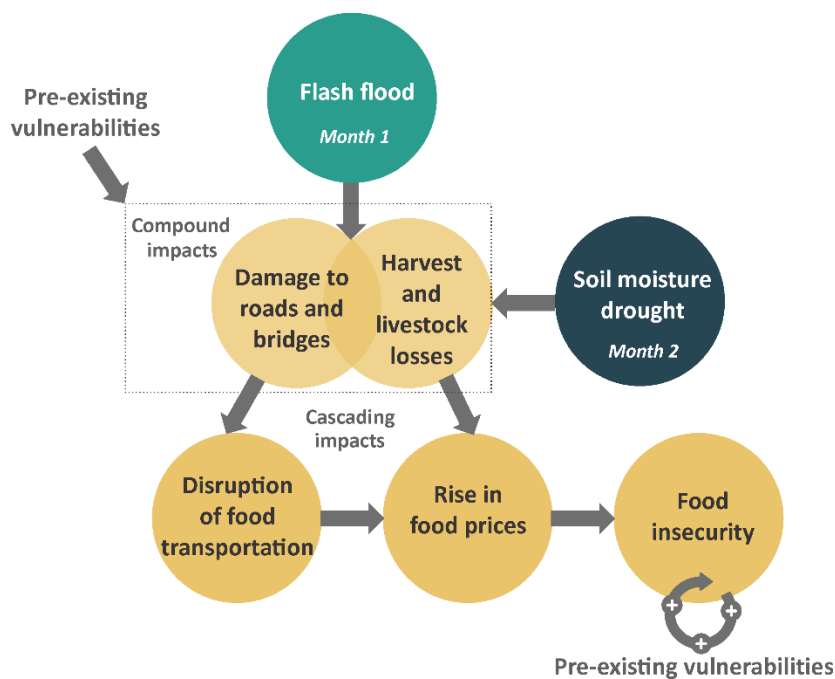 Flash flood
Month 1
Pre-existing
vulnerabilities
Compound
impacts
Damage to
roads and
bridges
Harvest
and
livestock
losses
Soil moisture
drought
Month 2
Cascading
impacts
Disruption
of food
transportation
Rise in
food prices
Food
insecurity
Pre-existing vulnerabilities